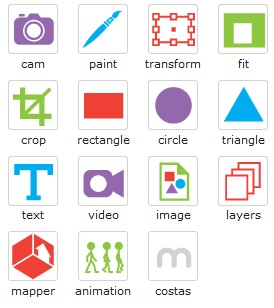 cam paint transform fit
crop rectangle circle triangle
text video image layers
mapper animation costas